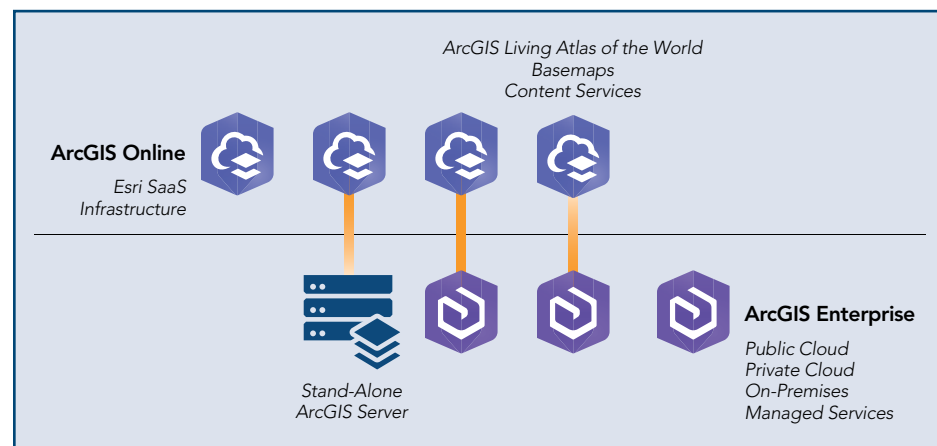 ArcGIS Living Atlas of the World
Basemaps
Content Services
ArcGIS Online
Esri SaaS
Infrastructure
Stand-Alone
ArcGIS Server
ArcGIS Enterprise
Public Cloud
Private Cloud
On-Premises
Managed Services